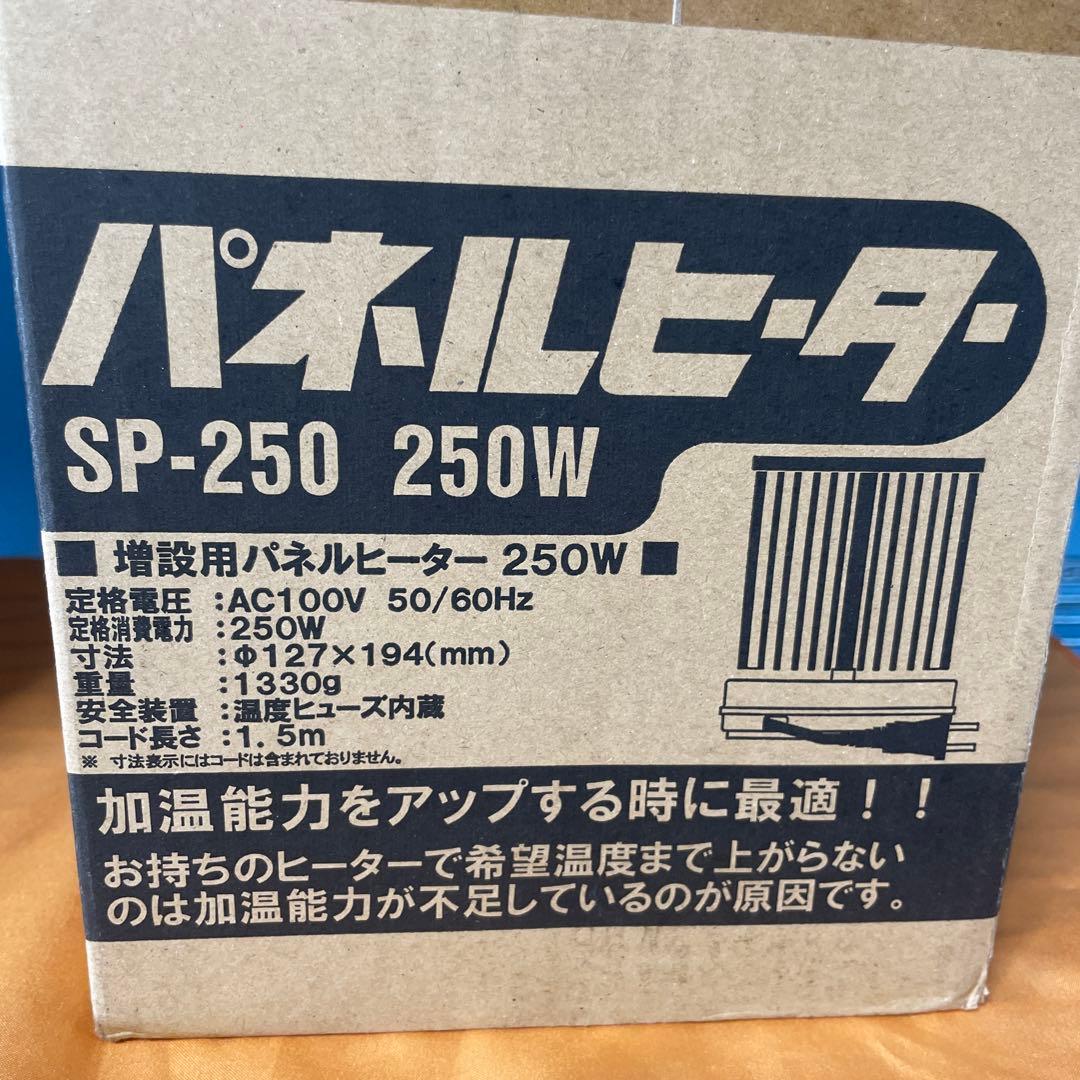 パネルヒーター
SP-250 250W
■ 増設用パネルヒーター 250W ■
定格電圧 :AC100V 50/60Hz
定格消費電力 :250W
寸法 :Φ127×194(mm)
重量 :1330g
安全装置 :温度ヒューズ内蔵
コード長さ :1.5m
※ 寸法表示にはコードは含まれておりません。
加温能力をアップする時に最適！！
お持ちのヒーターで希望温度まで上がらない
のは加温能力が不足しているのが原因です。